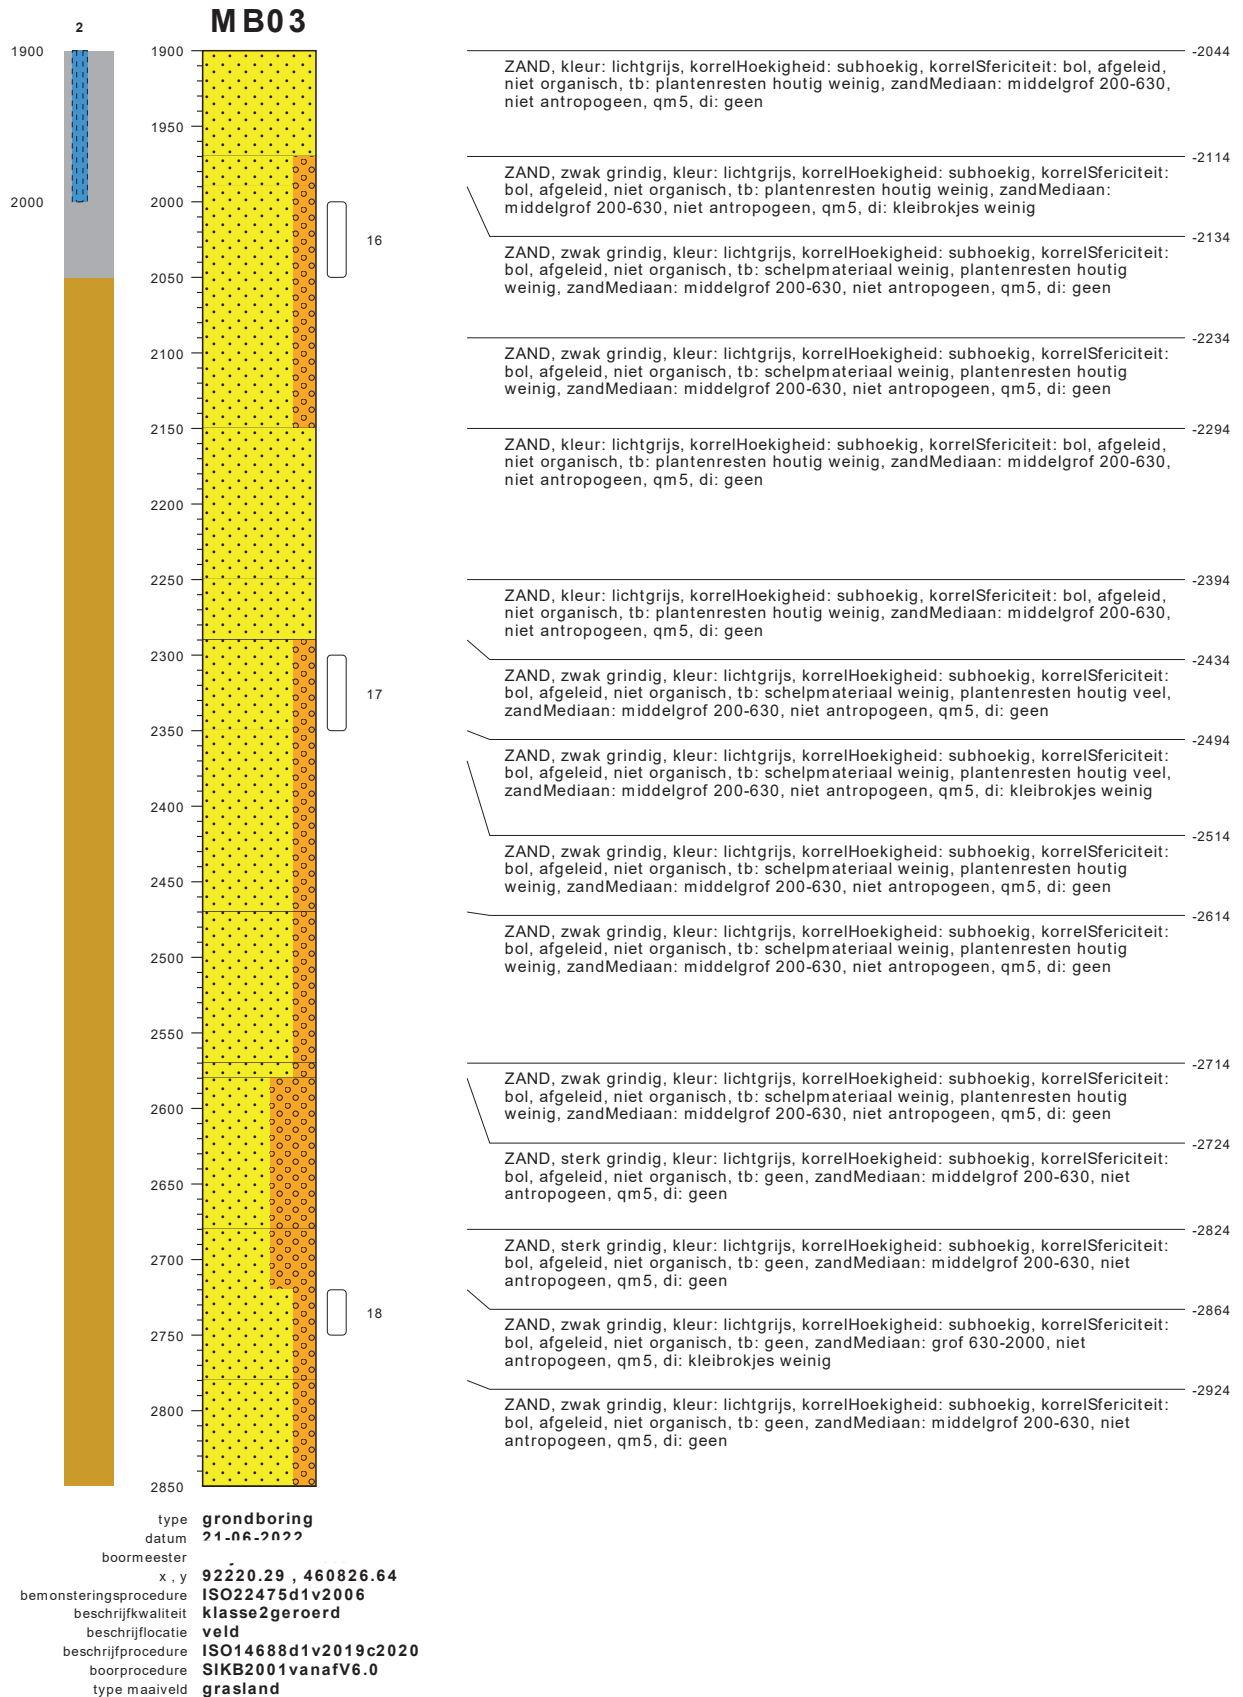 2
MB03
1900
1900
1950
2000
2000
2050
2100
2150
2200
2250
2300
2350
2400
2450
2500
2550
2600
2650
2700
2750
2800
2850
16
17
18
-2044
ZAND, kleur: lichtgrijs, korrelHoekigheid: subhoekig, korrelSfericiteit: bol, afgeleid,
niet organisch, tb: plantenresten houtig weinig, zandMediaan: middelgrof 200-630,
niet antropogeen, qm5, di: geen
-2114
ZAND, zwak grindig, kleur: lichtgrijs, korrelHoekigheid: subhoekig, korrelSfericiteit:
bol, afgeleid, niet organisch, tb: plantenresten houtig weinig, zandMediaan:
middelgrof 200-630, niet antropogeen, qm5, di: kleibrokjes weinig
-2134
ZAND, zwak grindig, kleur: lichtgrijs, korrelHoekigheid: subhoekig, korrelSfericiteit:
bol, afgeleid, niet organisch, tb: schelpmateriaal weinig, plantenresten houtig
weinig, zandMediaan: middelgrof 200-630, niet antropogeen, qm5, di: geen
-2234
ZAND, zwak grindig, kleur: lichtgrijs, korrelHoekigheid: subhoekig, korrelSfericiteit:
bol, afgeleid, niet organisch, tb: schelpmateriaal weinig, plantenresten houtig
weinig, zandMediaan: middelgrof 200-630, niet antropogeen, qm5, di: geen
-2294
ZAND, kleur: lichtgrijs, korrelHoekigheid: subhoekig, korrelSfericiteit: bol, afgeleid,
niet organisch, tb: plantenresten houtig weinig, zandMediaan: middelgrof 200-630,
niet antropogeen, qm5, di: geen
-2394
ZAND, kleur: lichtgrijs, korrelHoekigheid: subhoekig, korrelSfericiteit: bol, afgeleid,
niet organisch, tb: plantenresten houtig weinig, zandMediaan: middelgrof 200-630,
niet antropogeen, qm5, di: geen
-2434
ZAND, zwak grindig, kleur: lichtgrijs, korrelHoekigheid: subhoekig, korrelSfericiteit:
bol, afgeleid, niet organisch, tb: schelpmateriaal weinig, plantenresten houtig veel,
zandMediaan: middelgrof 200-630, niet antropogeen, qm5, di: geen
-2494
ZAND, zwak grindig, kleur: lichtgrijs, korrelHoekigheid: subhoekig, korrelSfericiteit:
bol, afgeleid, niet organisch, tb: schelpmateriaal weinig, plantenresten houtig veel,
zandMediaan: middelgrof 200-630, niet antropogeen, qm5, di: kleibrokjes weinig
-2514
ZAND, zwak grindig, kleur: lichtgrijs, korrelHoekigheid: subhoekig, korrelSfericiteit:
bol, afgeleid, niet organisch, tb: schelpmateriaal weinig, plantenresten houtig
weinig, zandMediaan: middelgrof 200-630, niet antropogeen, qm5, di: geen
-2614
ZAND, zwak grindig, kleur: lichtgrijs, korrelHoekigheid: subhoekig, korrelSfericiteit:
bol, afgeleid, niet organisch, tb: schelpmateriaal weinig, plantenresten houtig
weinig, zandMediaan: middelgrof 200-630, niet antropogeen, qm5, di: geen
-2714
ZAND, zwak grindig, kleur: lichtgrijs, korrelHoekigheid: subhoekig, korrelSfericiteit:
bol, afgeleid, niet organisch, tb: schelpmateriaal weinig, plantenresten houtig
weinig, zandMediaan: middelgrof 200-630, niet antropogeen, qm5, di: geen
-2724
ZAND, sterk grindig, kleur: lichtgrijs, korrelHoekigheid: subhoekig, korrelSfericiteit:
bol, afgeleid, niet organisch, tb: geen, zandMediaan: middelgrof 200-630, niet
antropogeen, qm5, di: geen
-2824
ZAND, sterk grindig, kleur: lichtgrijs, korrelHoekigheid: subhoekig, korrelSfericiteit:
bol, afgeleid, niet organisch, tb: geen, zandMediaan: middelgrof 200-630, niet
antropogeen, qm5, di: geen
-2864
ZAND, zwak grindig, kleur: lichtgrijs, korrelHoekigheid: subhoekig, korrelSfericiteit:
bol, afgeleid, niet organisch, tb: geen, zandMediaan: grof 630-2000, niet
antropogeen, qm5, di: kleibrokjes weinig
-2924
ZAND, zwak grindig, kleur: lichtgrijs, korrelHoekigheid: subhoekig, korrelSfericiteit:
bol, afgeleid, niet organisch, tb: geen, zandMediaan: middelgrof 200-630, niet
antropogeen, qm5, di: geen
type grondboring
datum 21-06-2022
boormeester
x , y 92220.29 , 460826.64
bemonsteringsprocedure ISO22475d1v2006
beschrijfkwaliteit klasse2geroerd
beschrijflocatie veld
beschrijfprocedure ISO14688d1v2019c2020
boorprocedure SIKB2001vanafV6.0
type maaiveld grasland